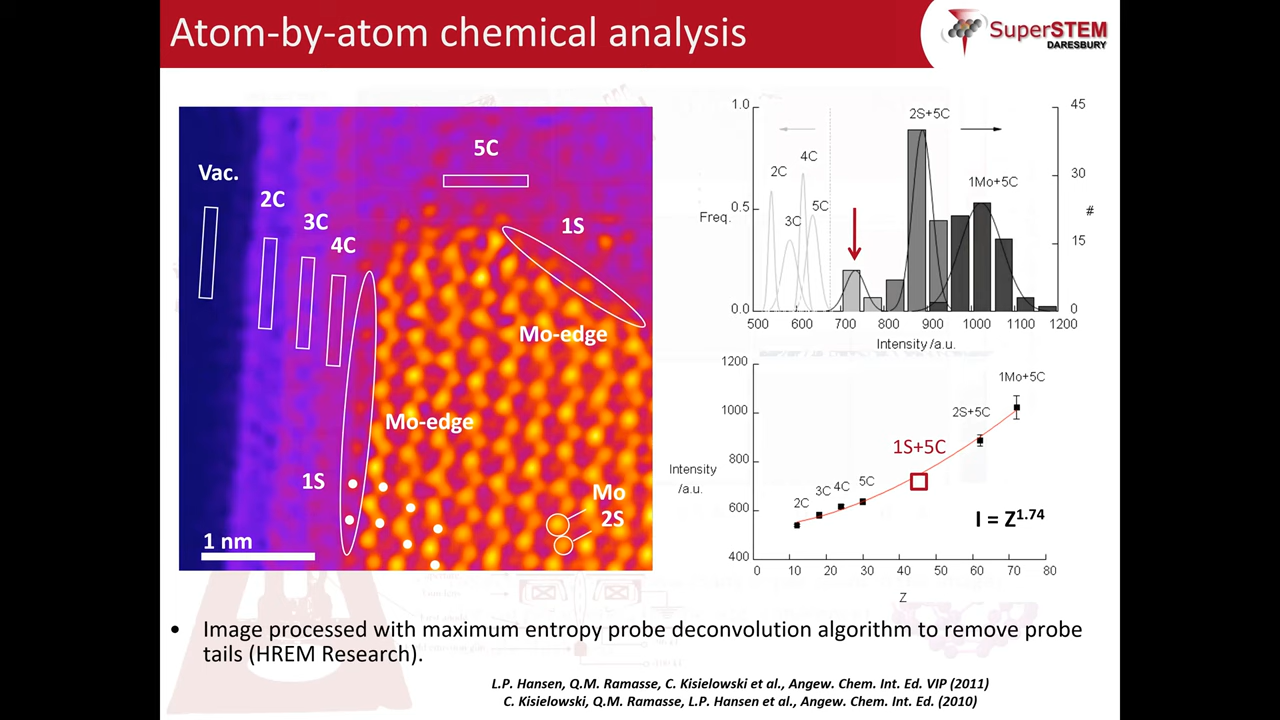 Atom-by-atom chemical analysis
SuperSTEM
DARESBURY
Vac.
2C
3C
4C
5C
1S
Mo-edge
Mo-edge
1S
Mo
2S
1 nm
1.0
0.5
0.0
Freq.
2C
3C
4C
5C
2S+5C
1Mo+5C
45
30
15
0
#
500 600 700 800 900 1000 1100 1200
Intensity /a.u.
1200
1000
800
600
400
Intensity
/a.u.
2C
3C
4C
5C
1S+5C
2S+5C
1Mo+5C
I = Z^1.74
0 10 20 30 40 50 60 70 80
Z
• Image processed with maximum entropy probe deconvolution algorithm to remove probe
tails (HREM Research).
L.P. Hansen, Q.M. Ramasse, C. Kisielowski et al., Angew. Chem. Int. Ed. VIP (2011)
C. Kisielowski, Q.M. Ramasse, L.P. Hansen et al., Angew. Chem. Int. Ed. (2010)